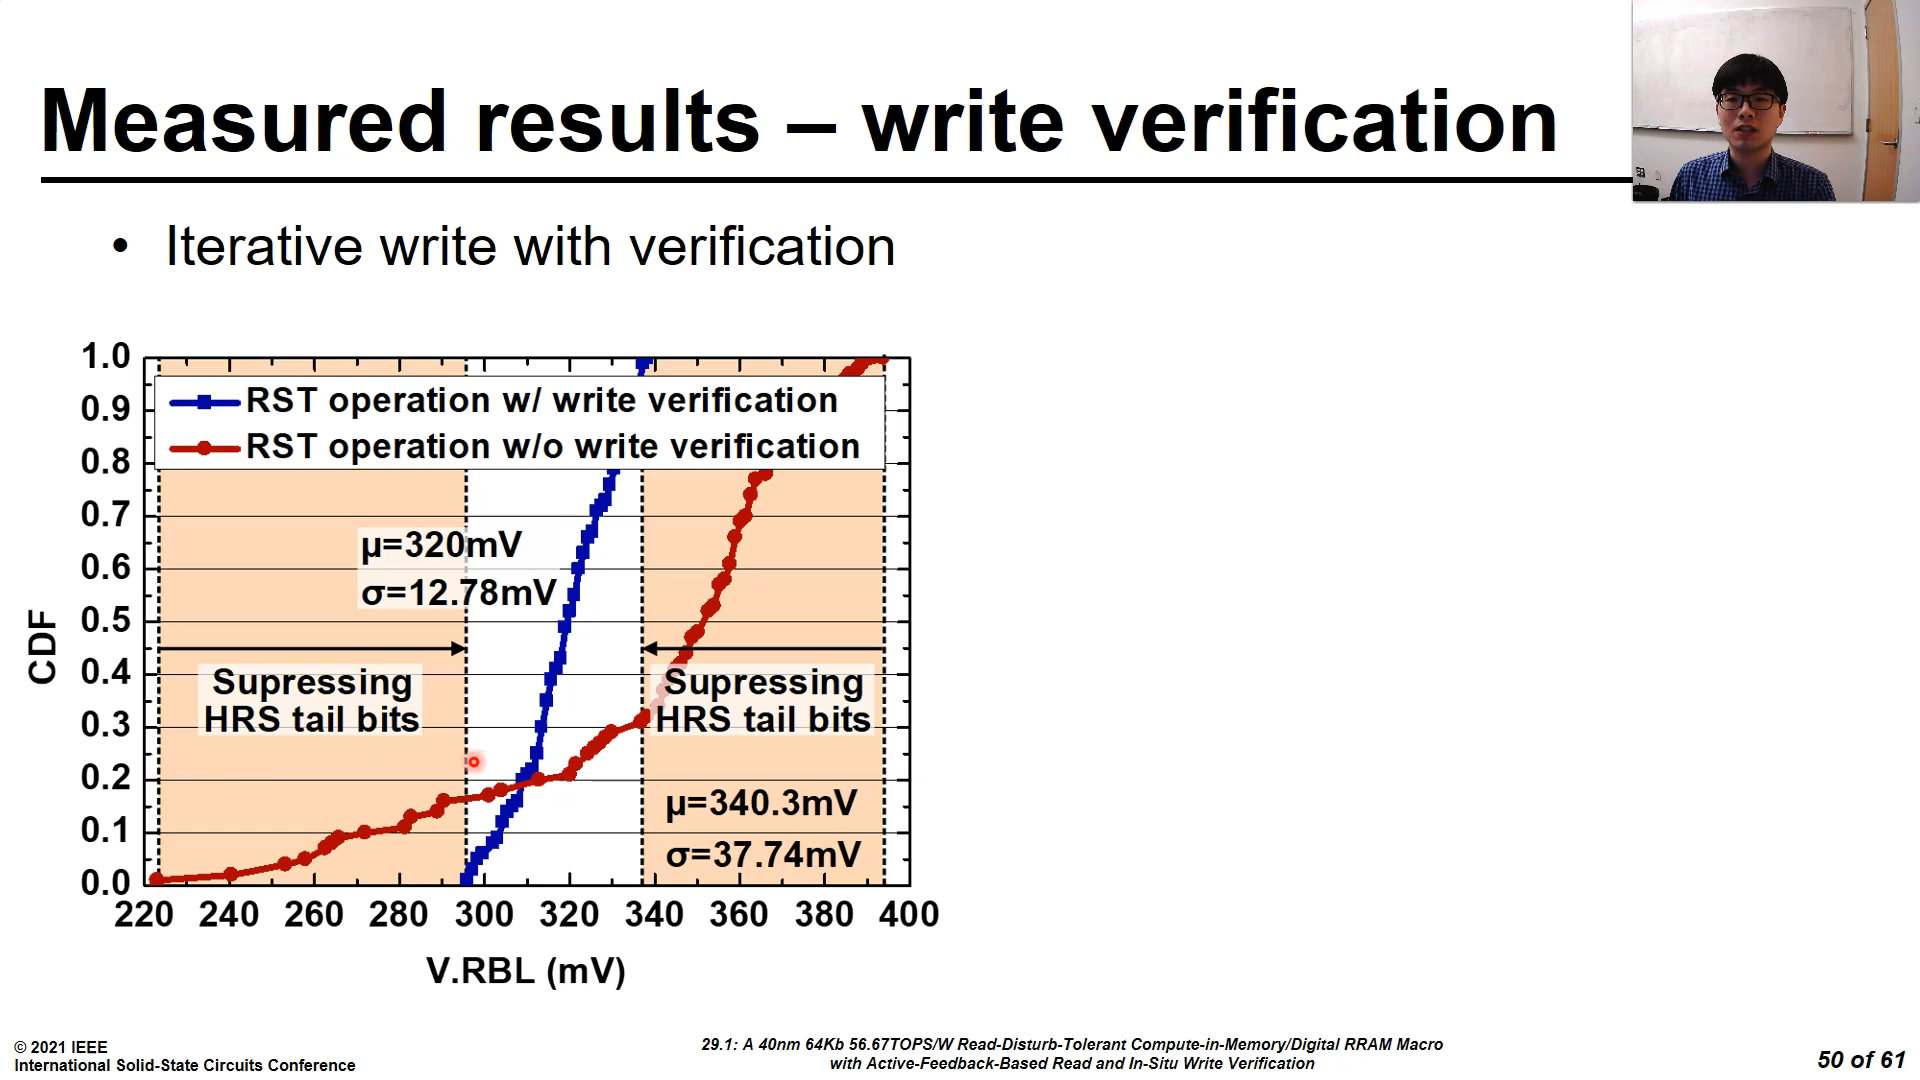 Measured results – write verification
• Iterative write with verification
1.0
0.9
0.8
0.7
0.6
0.5
0.4
0.3
0.2
0.1
0.0
CDF
RST operation w/ write verification
RST operation w/o write verification
µ=320mV
σ=12.78mV
Supressing
HRS tail bits
Supressing
HRS tail bits
µ=340.3mV
σ=37.74mV
220 240 260 280 300 320 340 360 380 400
V.RBL (mV)
© 2021 IEEE
International Solid-State Circuits Conference
29.1: A 40nm 64Kb 56.67TOPS/W Read-Disturb-Tolerant Compute-in-Memory/Digital RRAM Macro
with Active-Feedback-Based Read and In-Situ Write Verification
50 of 61